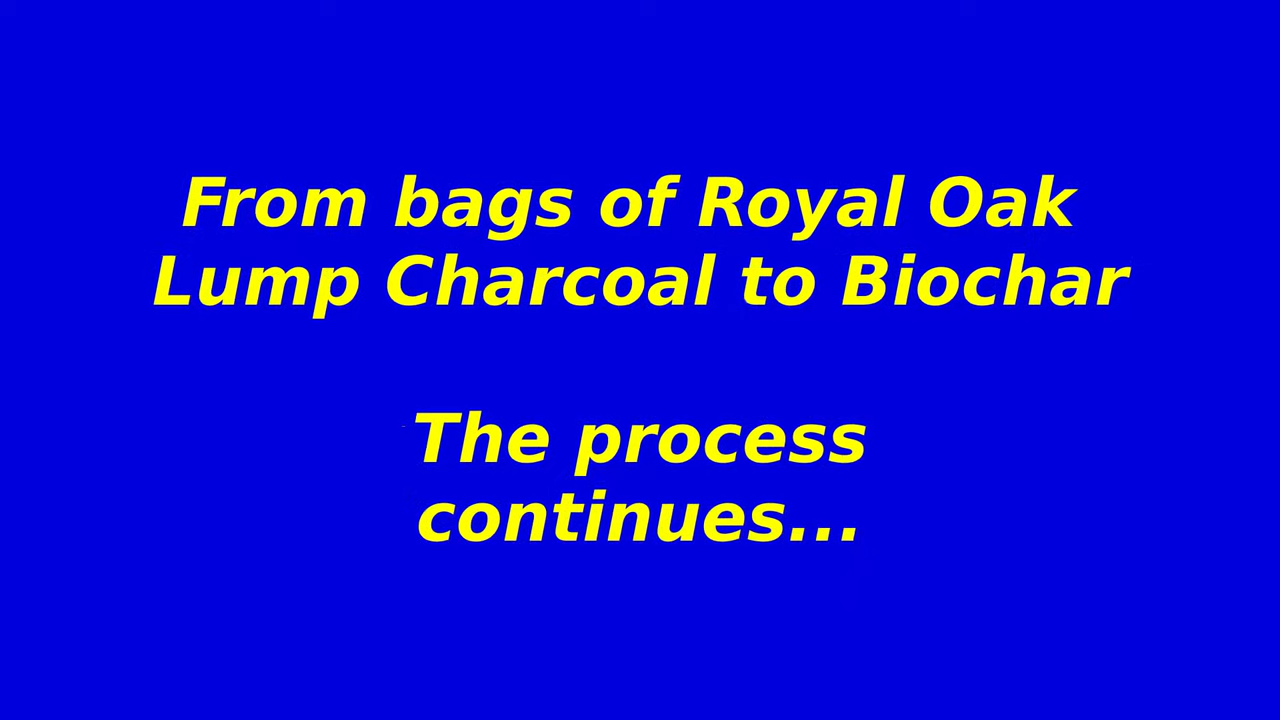 From bags of Royal Oak
Lump Charcoal to Biochar
The process
continues...